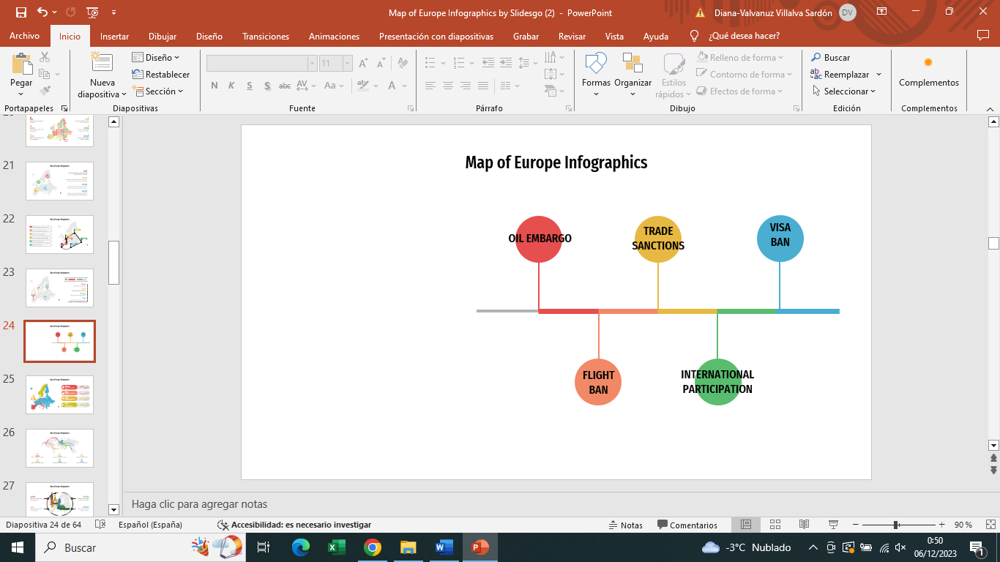 Map of Europe Infographics by Slidesgo (2) - PowerPoint
Diana-Valvanuz Villalva Sardón
DV
Archivo
Inicio
Insertar
Dibujar
Diseño
Transiciones
Animaciones
Presentación con diapositivas
Grabar
Revisar
Vista
Ayuda
¿Qué desea hacer?
Pegar
Portapapeles
Nueva
diapositiva
Diseño
Restablecer
Sección
Diapositivas
11
N K S S abc AV Aa A
Fuente
Párrafo
Formas
Organizar
Estilos
rápidos
Relleno de forma
Contorno de forma
Efectos de forma
Dibujo
Buscar
Reemplazar
Seleccionar
Edición
Complementos
Complementos
21
22
23
24
25
26
27
Map of Europe Infographics
OIL EMBARGO
TRADE
SANCTIONS
VISA
BAN
FLIGHT
BAN
INTERNATIONAL
PARTICIPATION
Haga clic para agregar notas
Diapositiva 24 de 64
Español (España)
Accesibilidad: es necesario investigar
Notas
Comentarios
90 %
Buscar
-3°C Nublado
0:50
06/12/2023
1